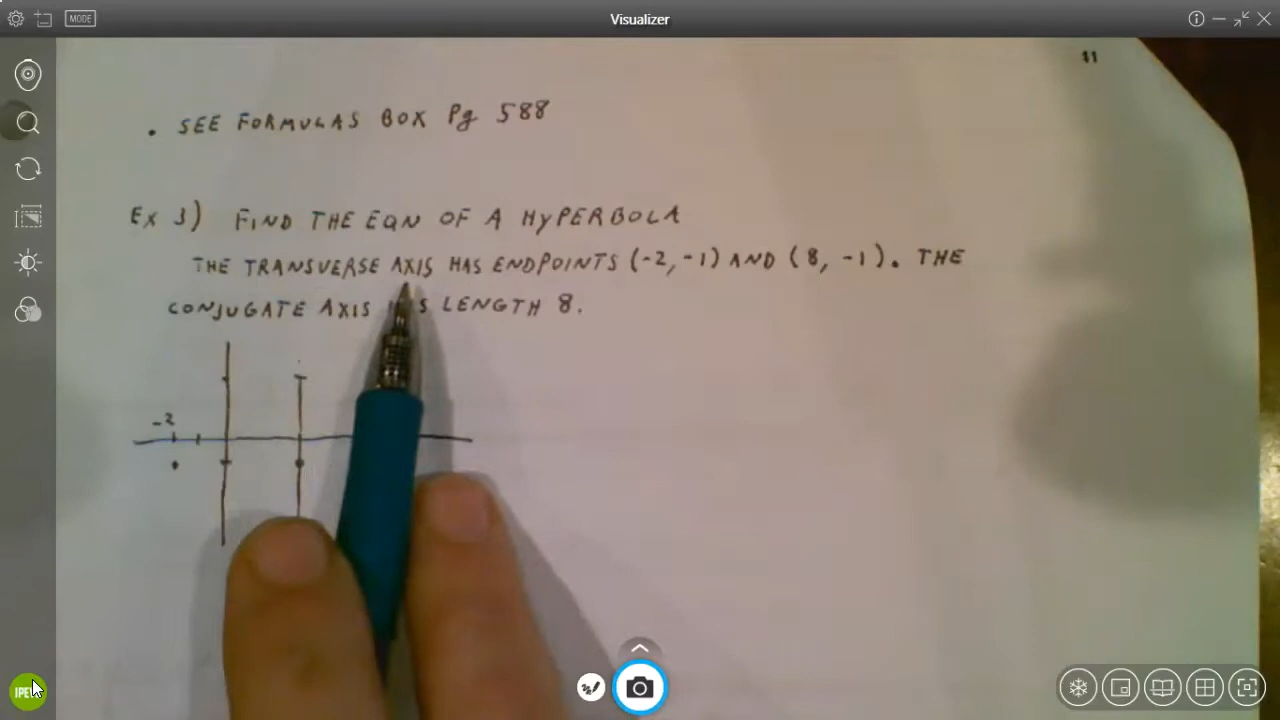 MODE
Visualizer
11
. SEE FORMULAS BOX Pg 588
Ex 3) FIND THE EQN OF A HYPERBOLA
THE TRANSVERSE AXIS HAS ENDPOINTS (-2, -1) AND (8, -1). THE
CONJUGATE AXIS LENGTH 8.
-2